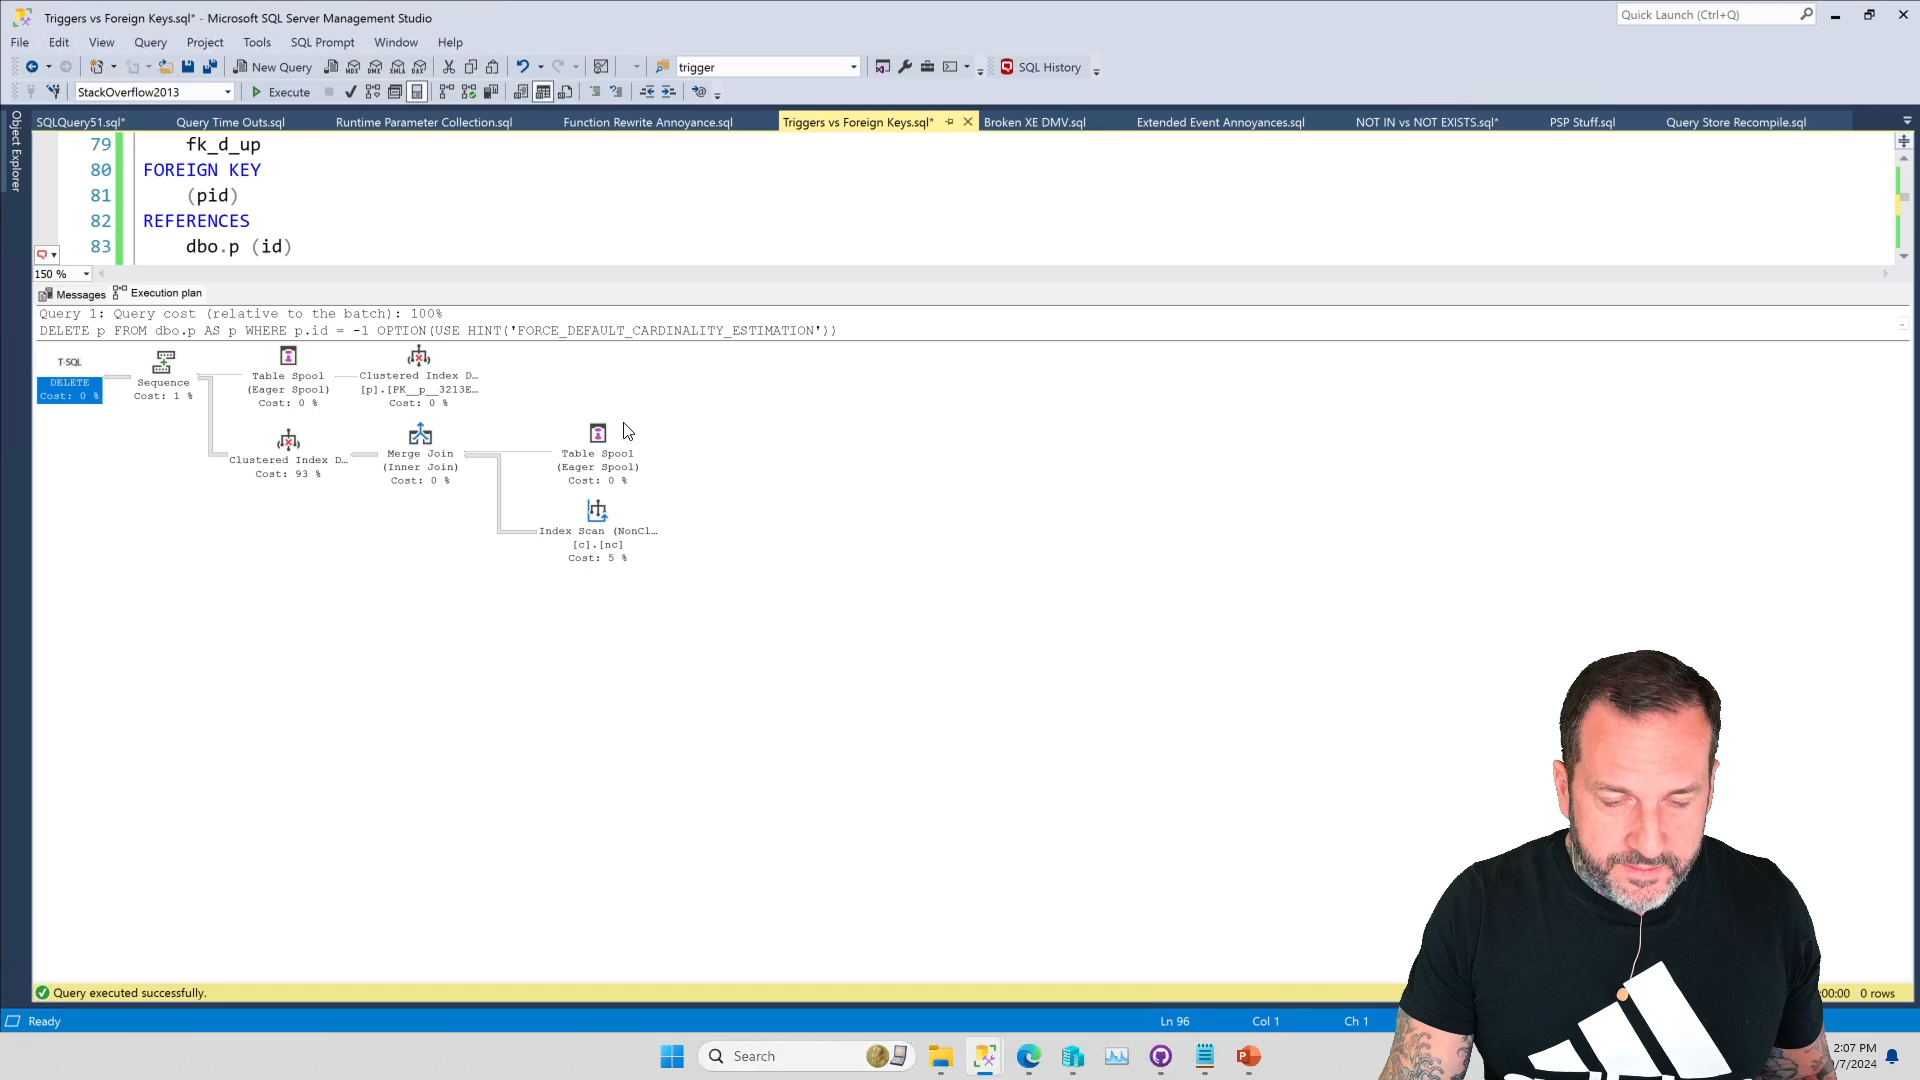 Triggers vs Foreign Keys.sql* - Microsoft SQL Server Management Studio
Quick Launch (Ctrl+Q)
File Edit View Query Project Tools SQL Prompt Window Help
New Query
MDX DMX XMLA DAX
trigger
SQL History
StackOverflow2013
Execute
SQLQuery51.sql* Query Time Outs.sql Runtime Parameter Collection.sql Function Rewrite Annoyance.sql Triggers vs Foreign Keys.sql* Broken XE DMV.sql Extended Event Annoyances.sql NOT IN vs NOT EXISTS.sql* PSP Stuff.sql Query Store Recompile.sql
Object Explorer
79 fk_d_up
80 FOREIGN KEY
81 (pid)
82 REFERENCES
83 dbo.p (id)
150 %
Messages Execution plan
Query 1: Query cost (relative to the batch): 100%
DELETE p FROM dbo.p AS p WHERE p.id = -1 OPTION(USE HINT('FORCE_DEFAULT_CARDINALITY_ESTIMATION'))
T-SQL
DELETE
Cost: 0 %
Sequence
Cost: 1 %
Table Spool
(Eager Spool)
Cost: 0 %
Clustered Index D...
[p].[PK__p__3213E...
Cost: 0 %
Clustered Index D...
Cost: 93 %
Merge Join
(Inner Join)
Cost: 0 %
Table Spool
(Eager Spool)
Cost: 0 %
Index Scan (NonCl...
[c].[nc]
Cost: 5 %
Query executed successfully.
:00:00 0 rows
Ready
Ln 96 Col 1 Ch 1
Search
2:07 PM
/7/2024